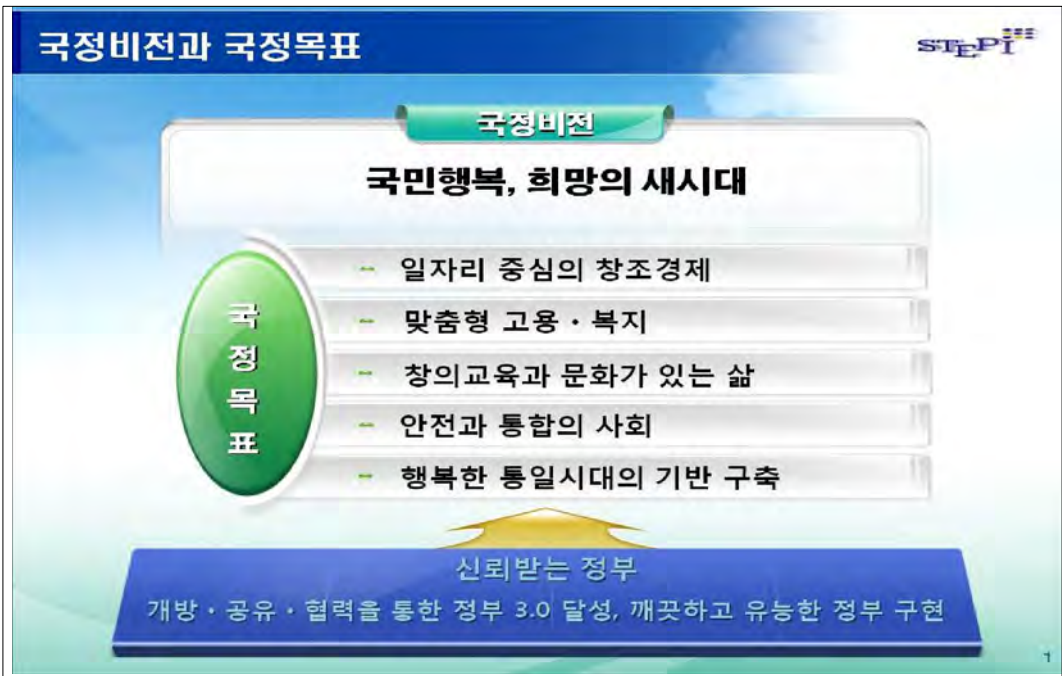 국정비전과 국정목표
STEPI
국정비전
국민행복, 희망의 새시대
국정목표
- 일자리 중심의 창조경제
- 맞춤형 고용·복지
- 창의교육과 문화가 있는 삶
- 안전과 통합의 사회
- 행복한 통일시대의 기반 구축
신뢰받는 정부
개방·공유·협력을 통한 정부 3.0 달성, 깨끗하고 유능한 정부 구현
1